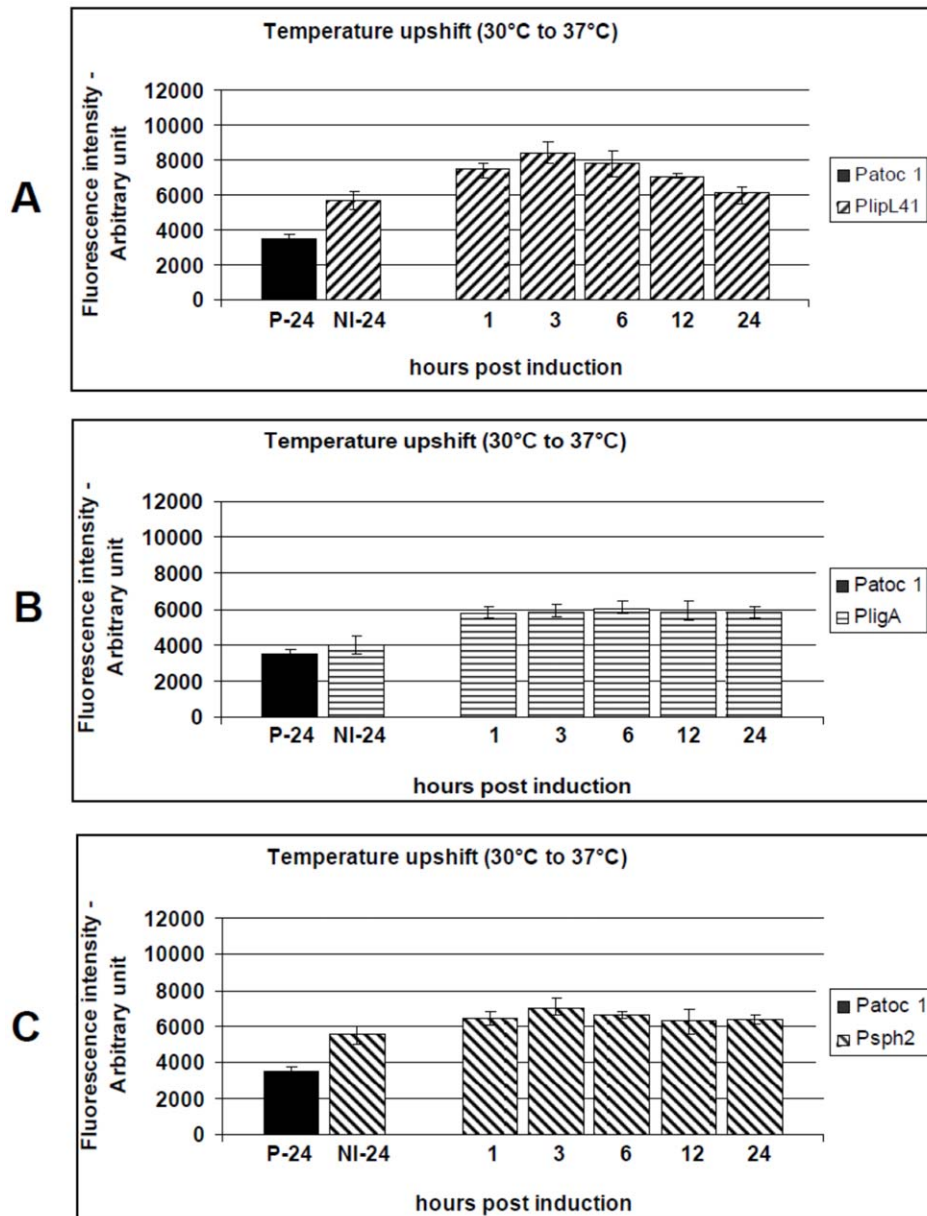 A
Temperature upshift (30°C to 37°C)
Fluorescence intensity -
Arbitrary unit
12000
10000
8000
6000
4000
2000
0
P-24 NI-24 1 3 6 12 24
hours post induction
Patoc 1
PlipL41
B
Temperature upshift (30°C to 37°C)
Fluorescence intensity -
Arbitrary unit
12000
10000
8000
6000
4000
2000
0
P-24 NI-24 1 3 6 12 24
hours post induction
Patoc 1
PligA
C
Temperature upshift (30°C to 37°C)
Fluorescence intensity -
Arbitrary unit
12000
10000
8000
6000
4000
2000
0
P-24 NI-24 1 3 6 12 24
hours post induction
Patoc 1
Psph2